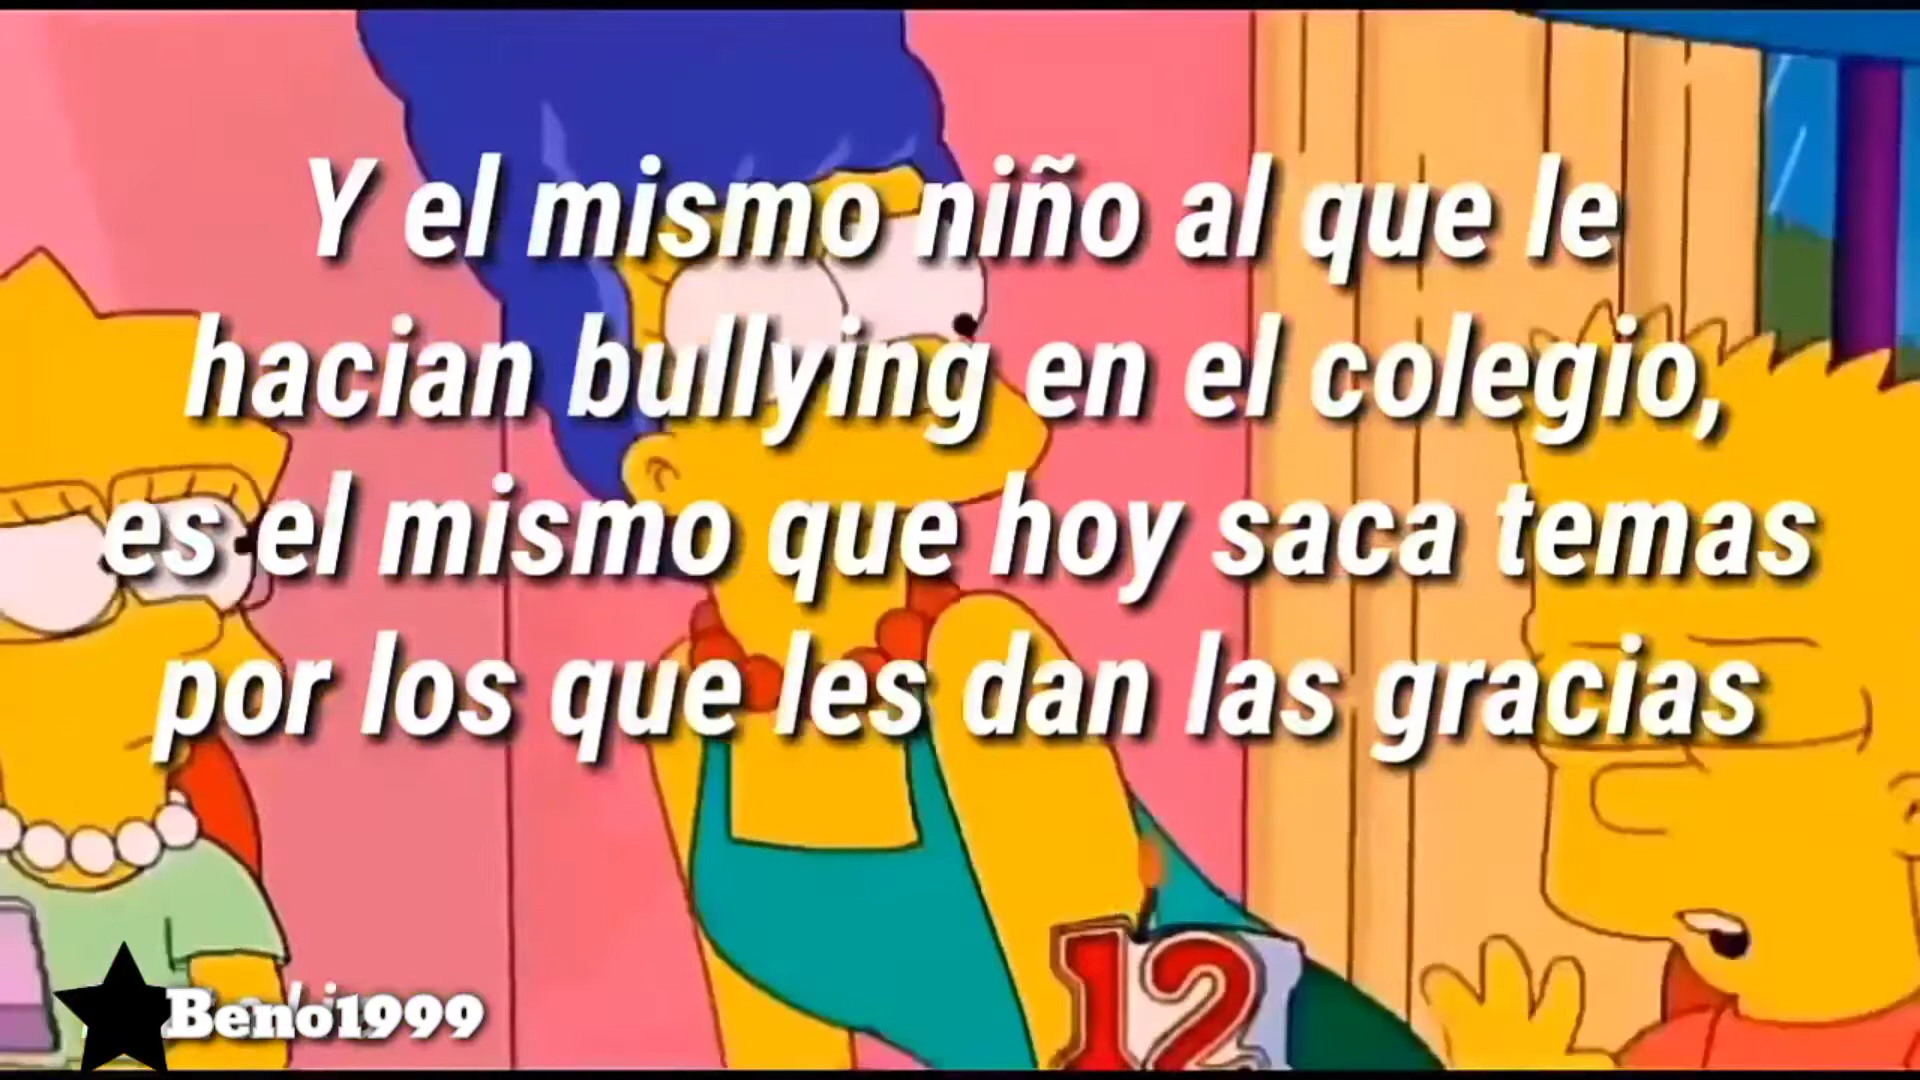 Y el mismo niño al que le
hacian bullying en el colegio,
es el mismo que hoy saca temas
por los que les dan las gracias
12
Beno1999